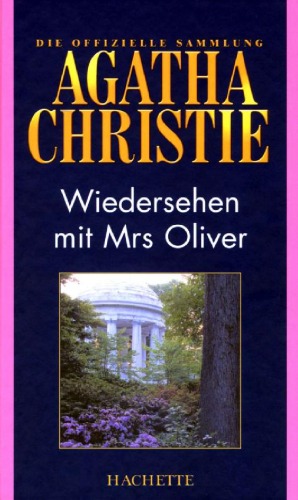 DIE OFFIZIELLE SAMMLUNG
AGATHA
CHRISTIE
Wiedersehen
mit Mrs Oliver
HACHETTE